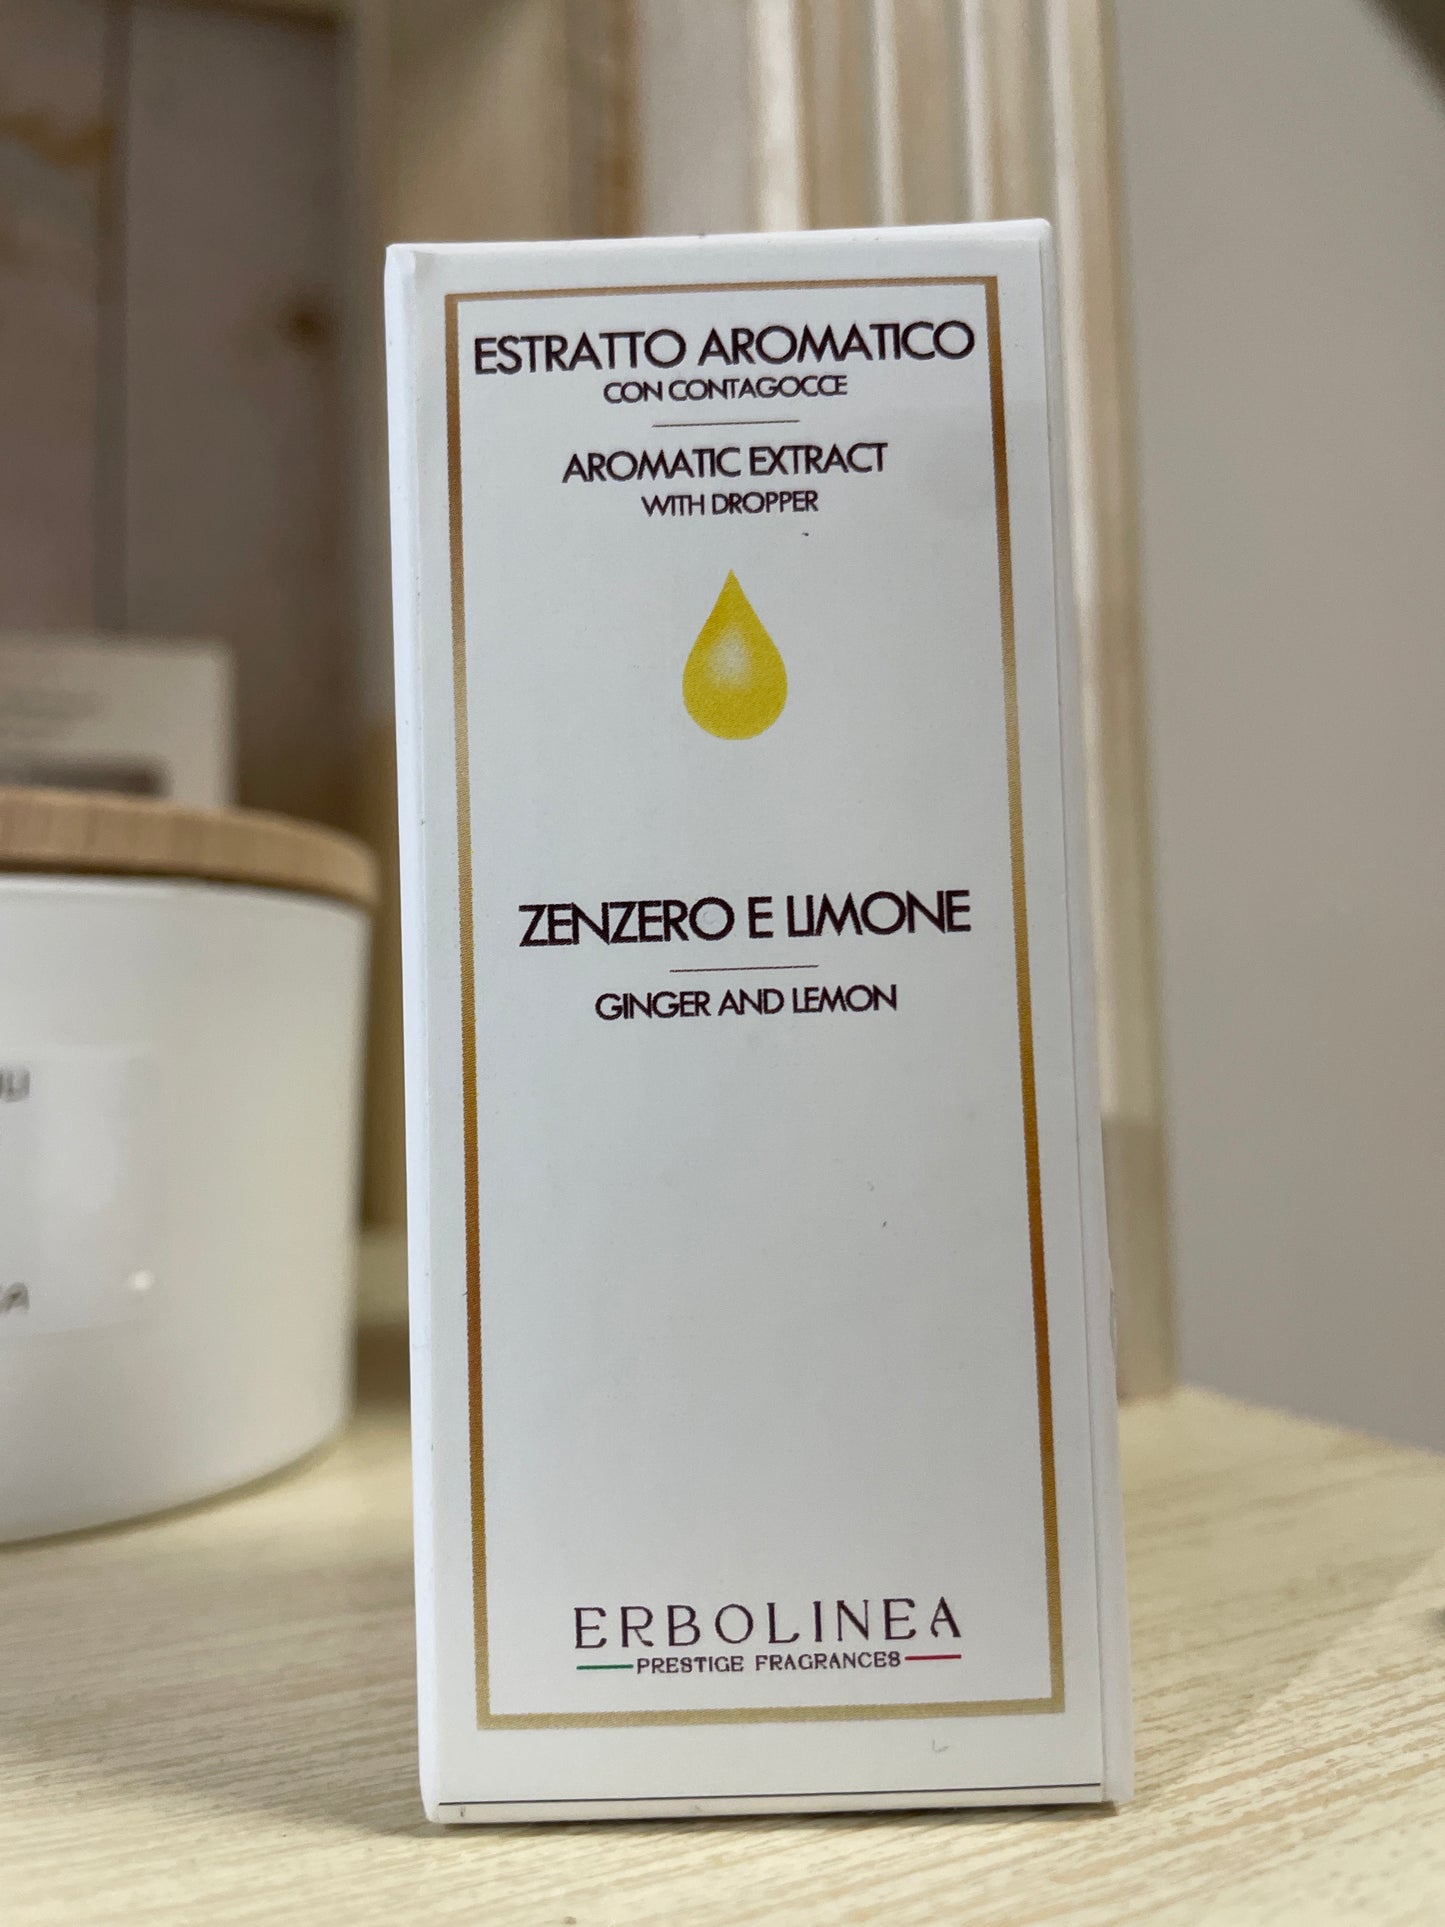 ESTRATTO AROMATICO
CON CONTAGOCCE
AROMATIC EXTRACT
WITH DROPPER
ZENZERO E LIMONE
GINGER AND LEMON
ERBOLINEA
PRESTIGE FRAGRANCES